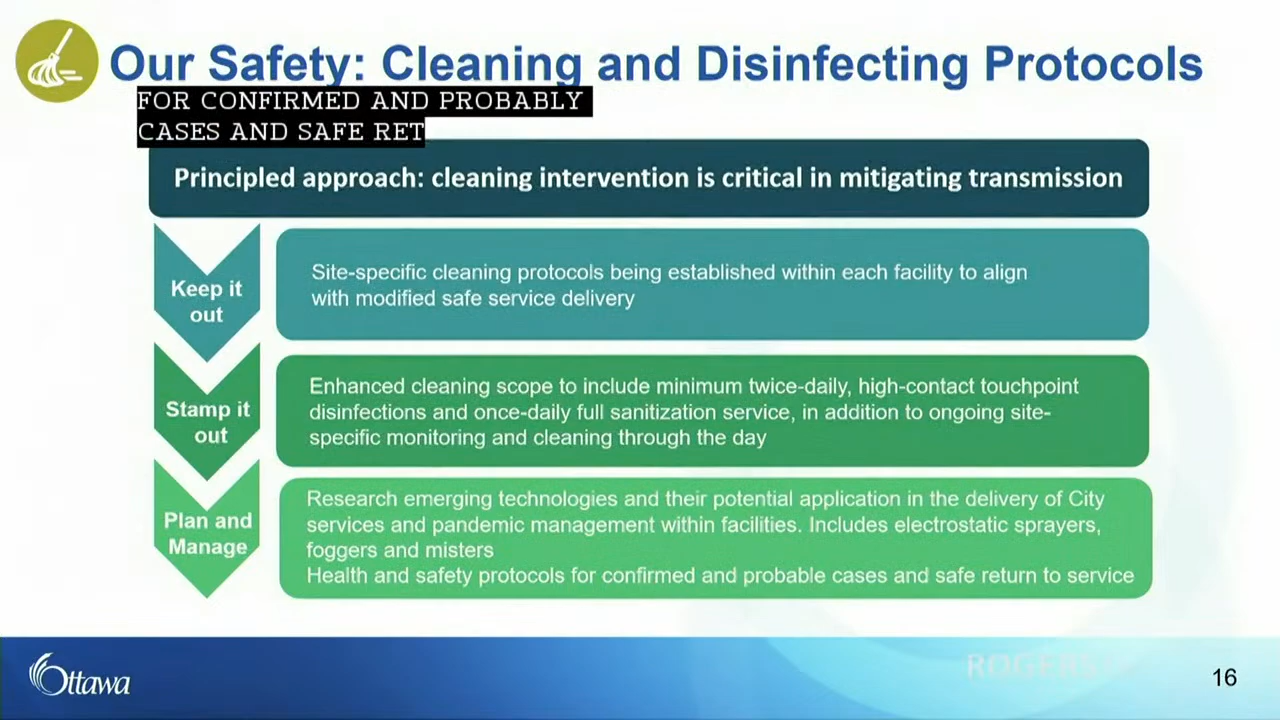 Our Safety: Cleaning and Disinfecting Protocols
FOR CONFIRMED AND PROBABLY
CASES AND SAFE RET
Principled approach: cleaning intervention is critical in mitigating transmission
Keep it
out
Site-specific cleaning protocols being established within each facility to align
with modified safe service delivery
Stamp it
out
Enhanced cleaning scope to include minimum twice-daily, high-contact touchpoint
disinfections and once-daily full sanitization service, in addition to ongoing site-
specific monitoring and cleaning through the day
Plan and
Manage
Research emerging technologies and their potential application in the delivery of City
services and pandemic management within facilities. Includes electrostatic sprayers,
foggers and misters
Health and safety protocols for confirmed and probable cases and safe return to service
Ottawa
ROGERS
16